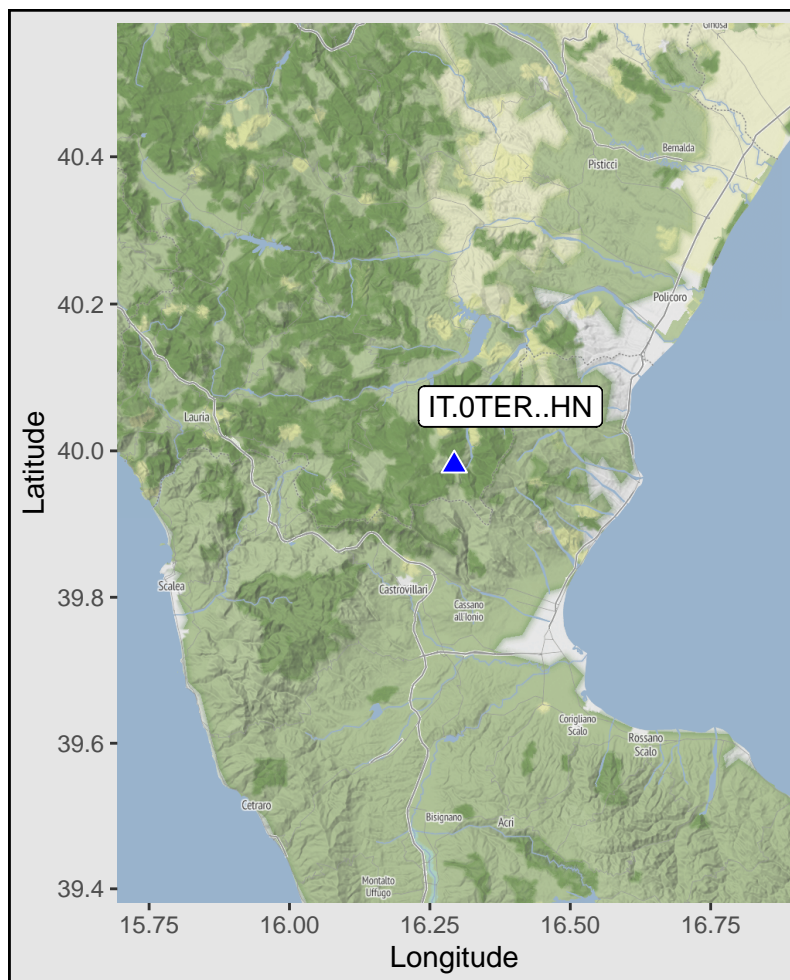 Ginosa
40.4
Bernalda
Pisticci
40.2
Policoro
IT.0TER..HN
Lauria
40.0
Latitude
39.8
Scalea
Castrovillari
Cassano
all'Ionio
Corigliano
Scalo
39.6
Rossano
Scalo
Cetraro
Bisignano
Acri
Montalto
Uffugo
39.4
15.75 16.00 16.25 16.50 16.75
Longitude